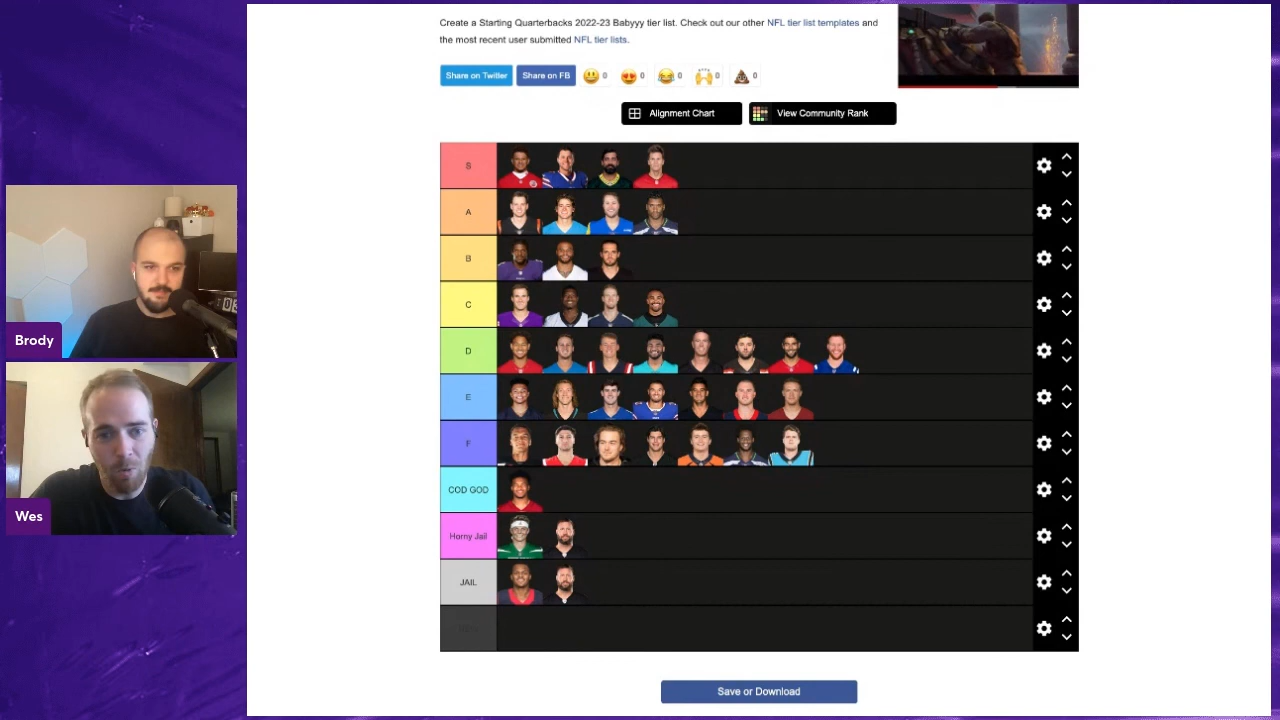 Create a Starting Quarterbacks 2022-23 Babyyy tier list. Check out our other NFL tier list templates and
the most recent user submitted NFL tier lists.
Share on Twitter
Share on FB
0
0
0
0
0
Alignment Chart
View Community Rank
S
A
B
C
D
E
F
COD GOD
Horny Jail
JAIL
Brody
Wes
Save or Download